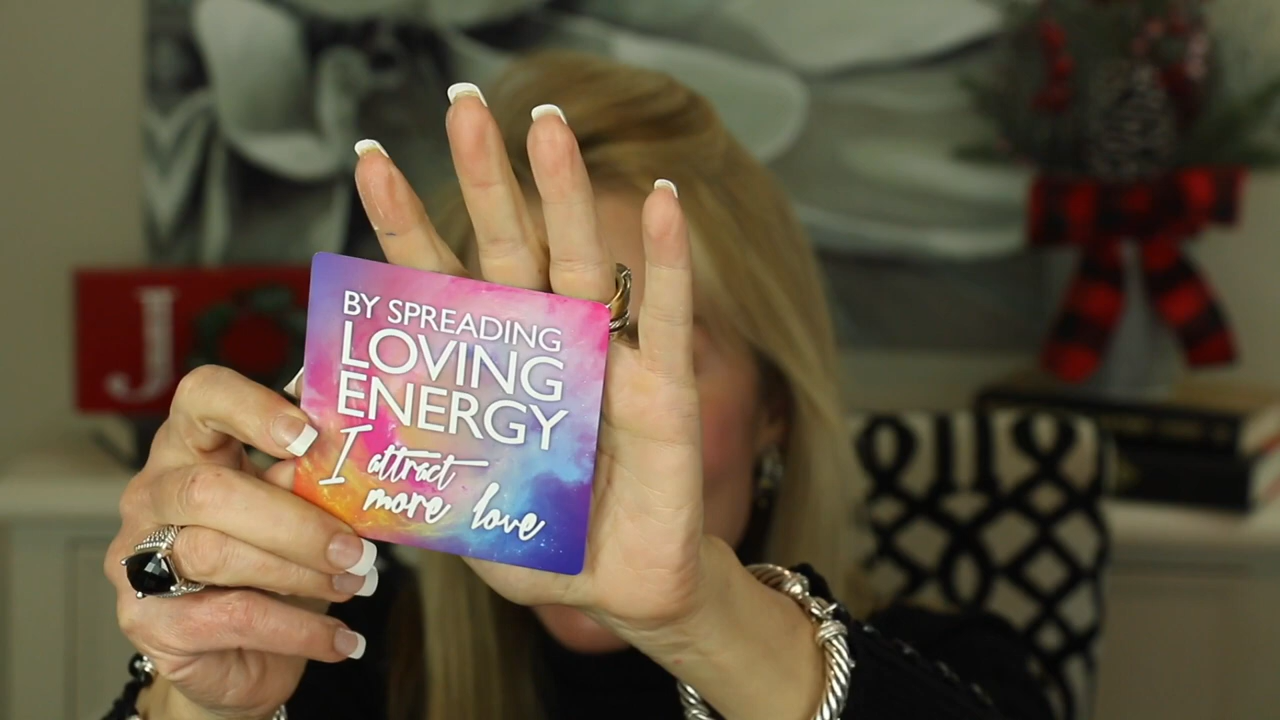 BY SPREADING
LOVING
ENERGY
I attract
more love
J